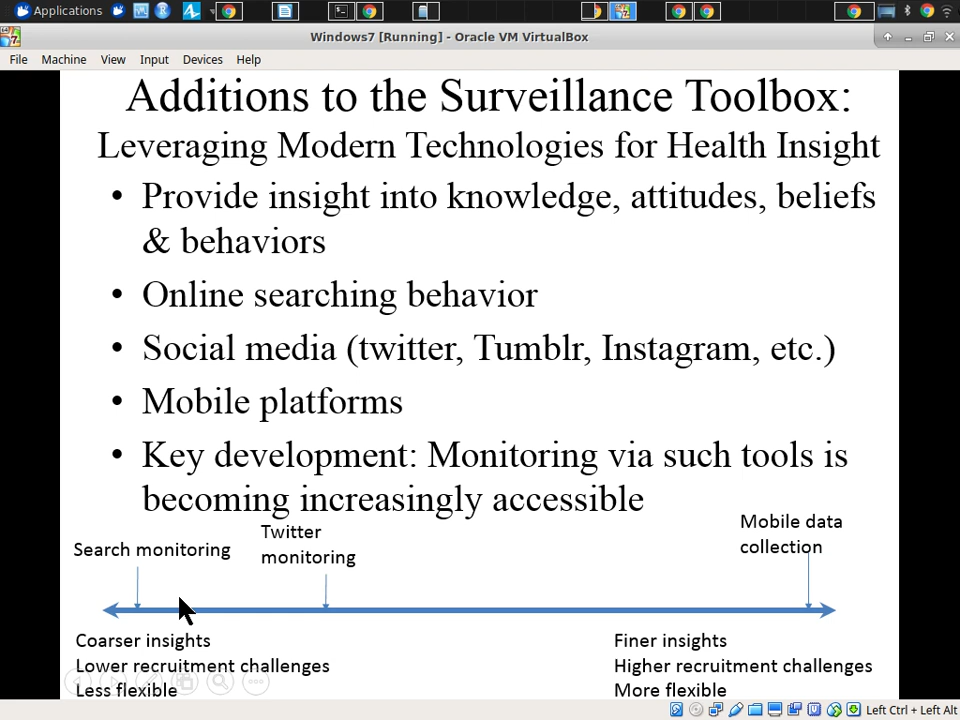 Applications
Windows7 [Running] - Oracle VM VirtualBox
File Machine View Input Devices Help
Additions to the Surveillance Toolbox:
Leveraging Modern Technologies for Health Insight
• Provide insight into knowledge, attitudes, beliefs
& behaviors
• Online searching behavior
• Social media (twitter, Tumblr, Instagram, etc.)
• Mobile platforms
• Key development: Monitoring via such tools is
becoming increasingly accessible
Search monitoring
Twitter
monitoring
Mobile data
collection
Coarser insights
Lower recruitment challenges
Less flexible
Finer insights
Higher recruitment challenges
More flexible
Left Ctrl + Left Alt